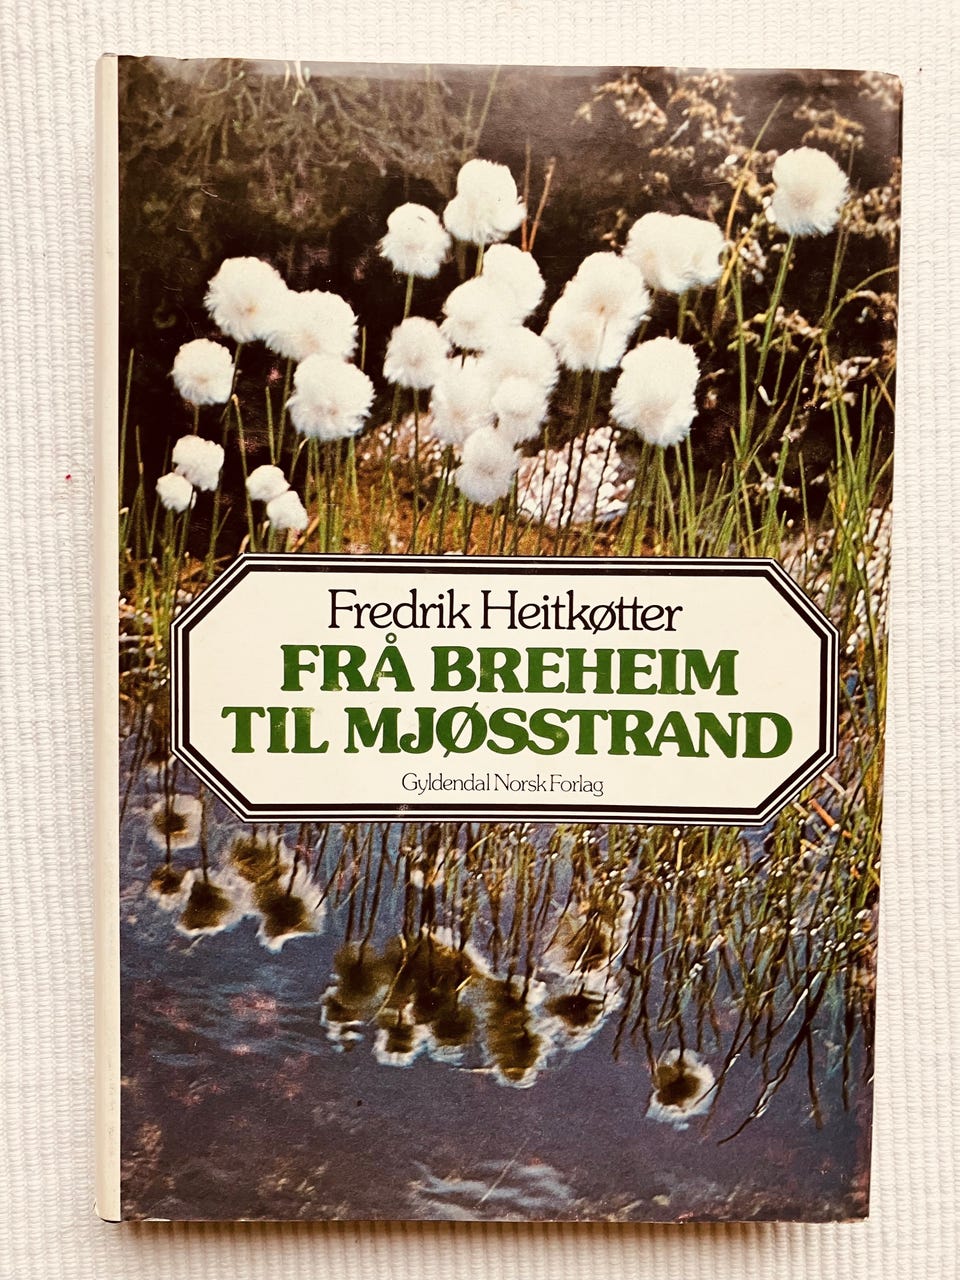 Fredrik Heitkøtter
FRÅ BREHEIM
TIL MJØSSTRAND
Gyldendal Norsk Forlag